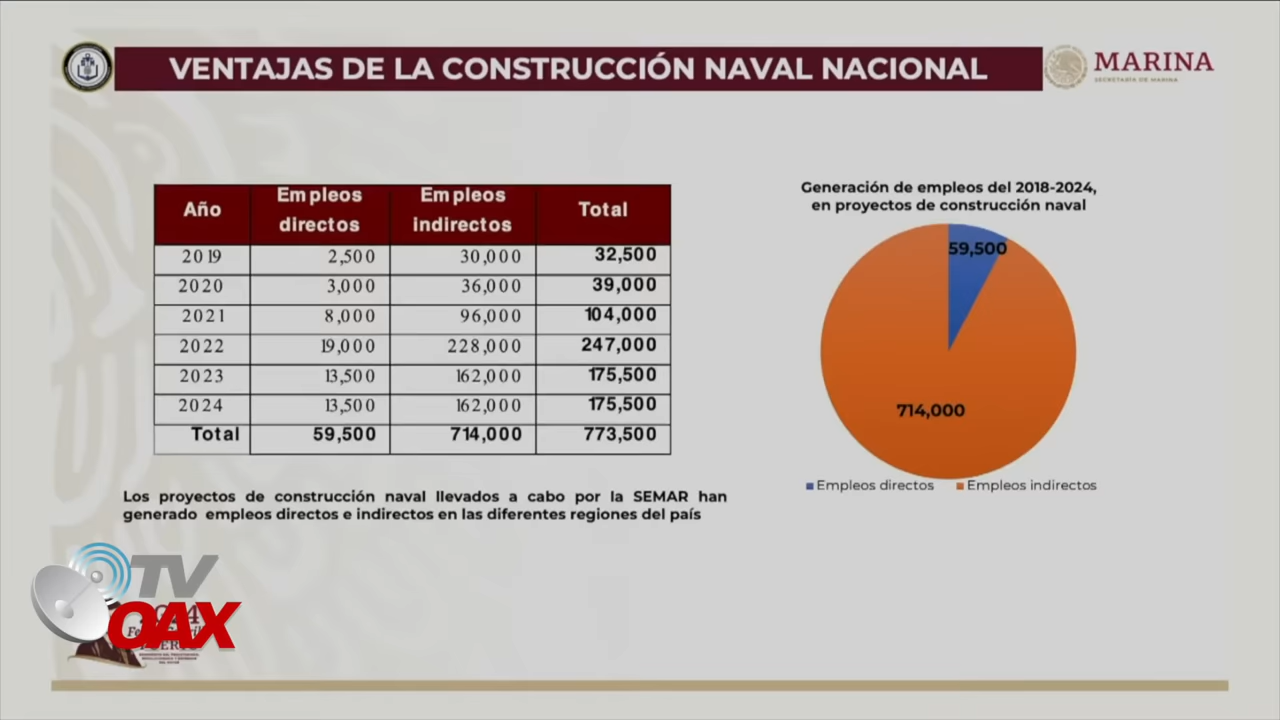 VENTAJAS DE LA CONSTRUCCIÓN NAVAL NACIONAL
MARINA
SECRETARÍA DE MARINA
Año Empleos directos Empleos indirectos Total
2019 2,500 30,000 32,500
2020 3,000 36,000 39,000
2021 8,000 96,000 104,000
2022 19,000 228,000 247,000
2023 13,500 162,000 175,500
2024 13,500 162,000 175,500
Total 59,500 714,000 773,500
Los proyectos de construcción naval llevados a cabo por la SEMAR han
generado empleos directos e indirectos en las diferentes regiones del país
Generación de empleos del 2018-2024,
en proyectos de construcción naval
59,500
714,000
Empleos directos Empleos indirectos
TV
OAX